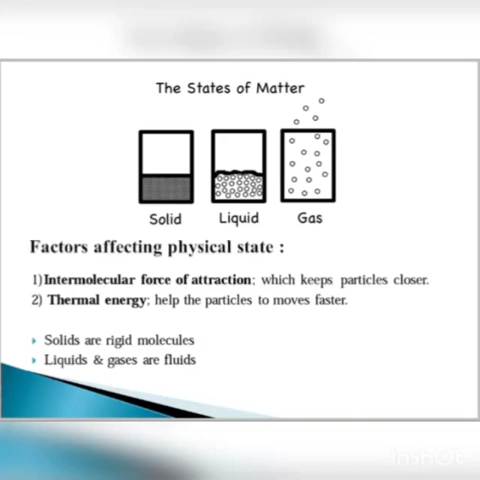 The States of Matter
Solid Liquid Gas
Factors affecting physical state :
1)Intermolecular force of attraction; which keeps particles closer.
2) Thermal energy; help the particles to moves faster.
Solids are rigid molecules
Liquids & gases are fluids